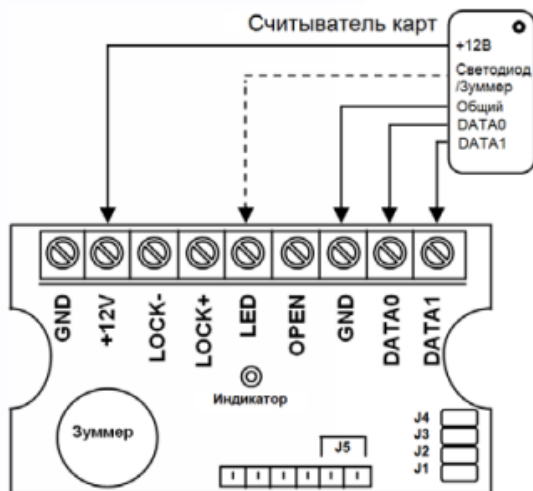 Считыватель карт
+12В
Светодиод
/Зуммер
Общий
DATA0
DATA1
GND
+12V
LOCK-
LOCK+
LED
OPEN
GND
DATA0
DATA1
Индикатор
Зуммер
J5
J4
J3
J2
J1